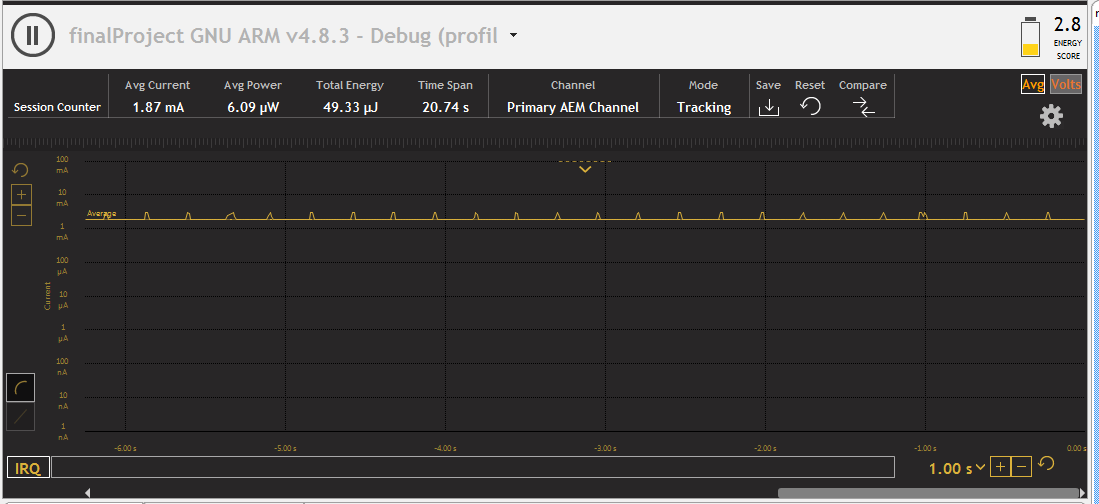 finalProject GNU ARM v4.8.3 - Debug (profil
2.8
ENERGY
SCORE
Avg Current Avg Power Total Energy Time Span Channel Mode Save Reset Compare
Session Counter 1.87 mA 6.09 µW 49.33 µJ 20.74 s Primary AEM Channel Tracking
Avg Volts
100
mA
10
mA
Average
1
mA
100
µA
10
µA
Current
1
µA
100
nA
10
nA
1
nA
-6.00 s -5.00 s -4.00 s -3.00 s -2.00 s -1.00 s 0.00 s
IRQ
1.00 s